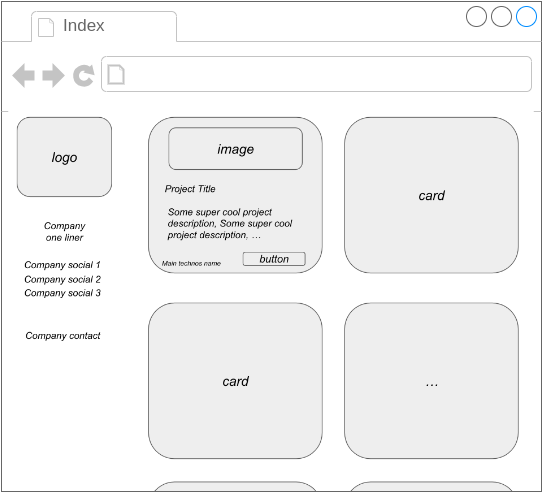 Index
logo
Company
one liner
Company social 1
Company social 2
Company social 3
Company contact
image
Project Title
Some super cool project
description, Some super cool
project description, …
Main technos name
button
card
card
…